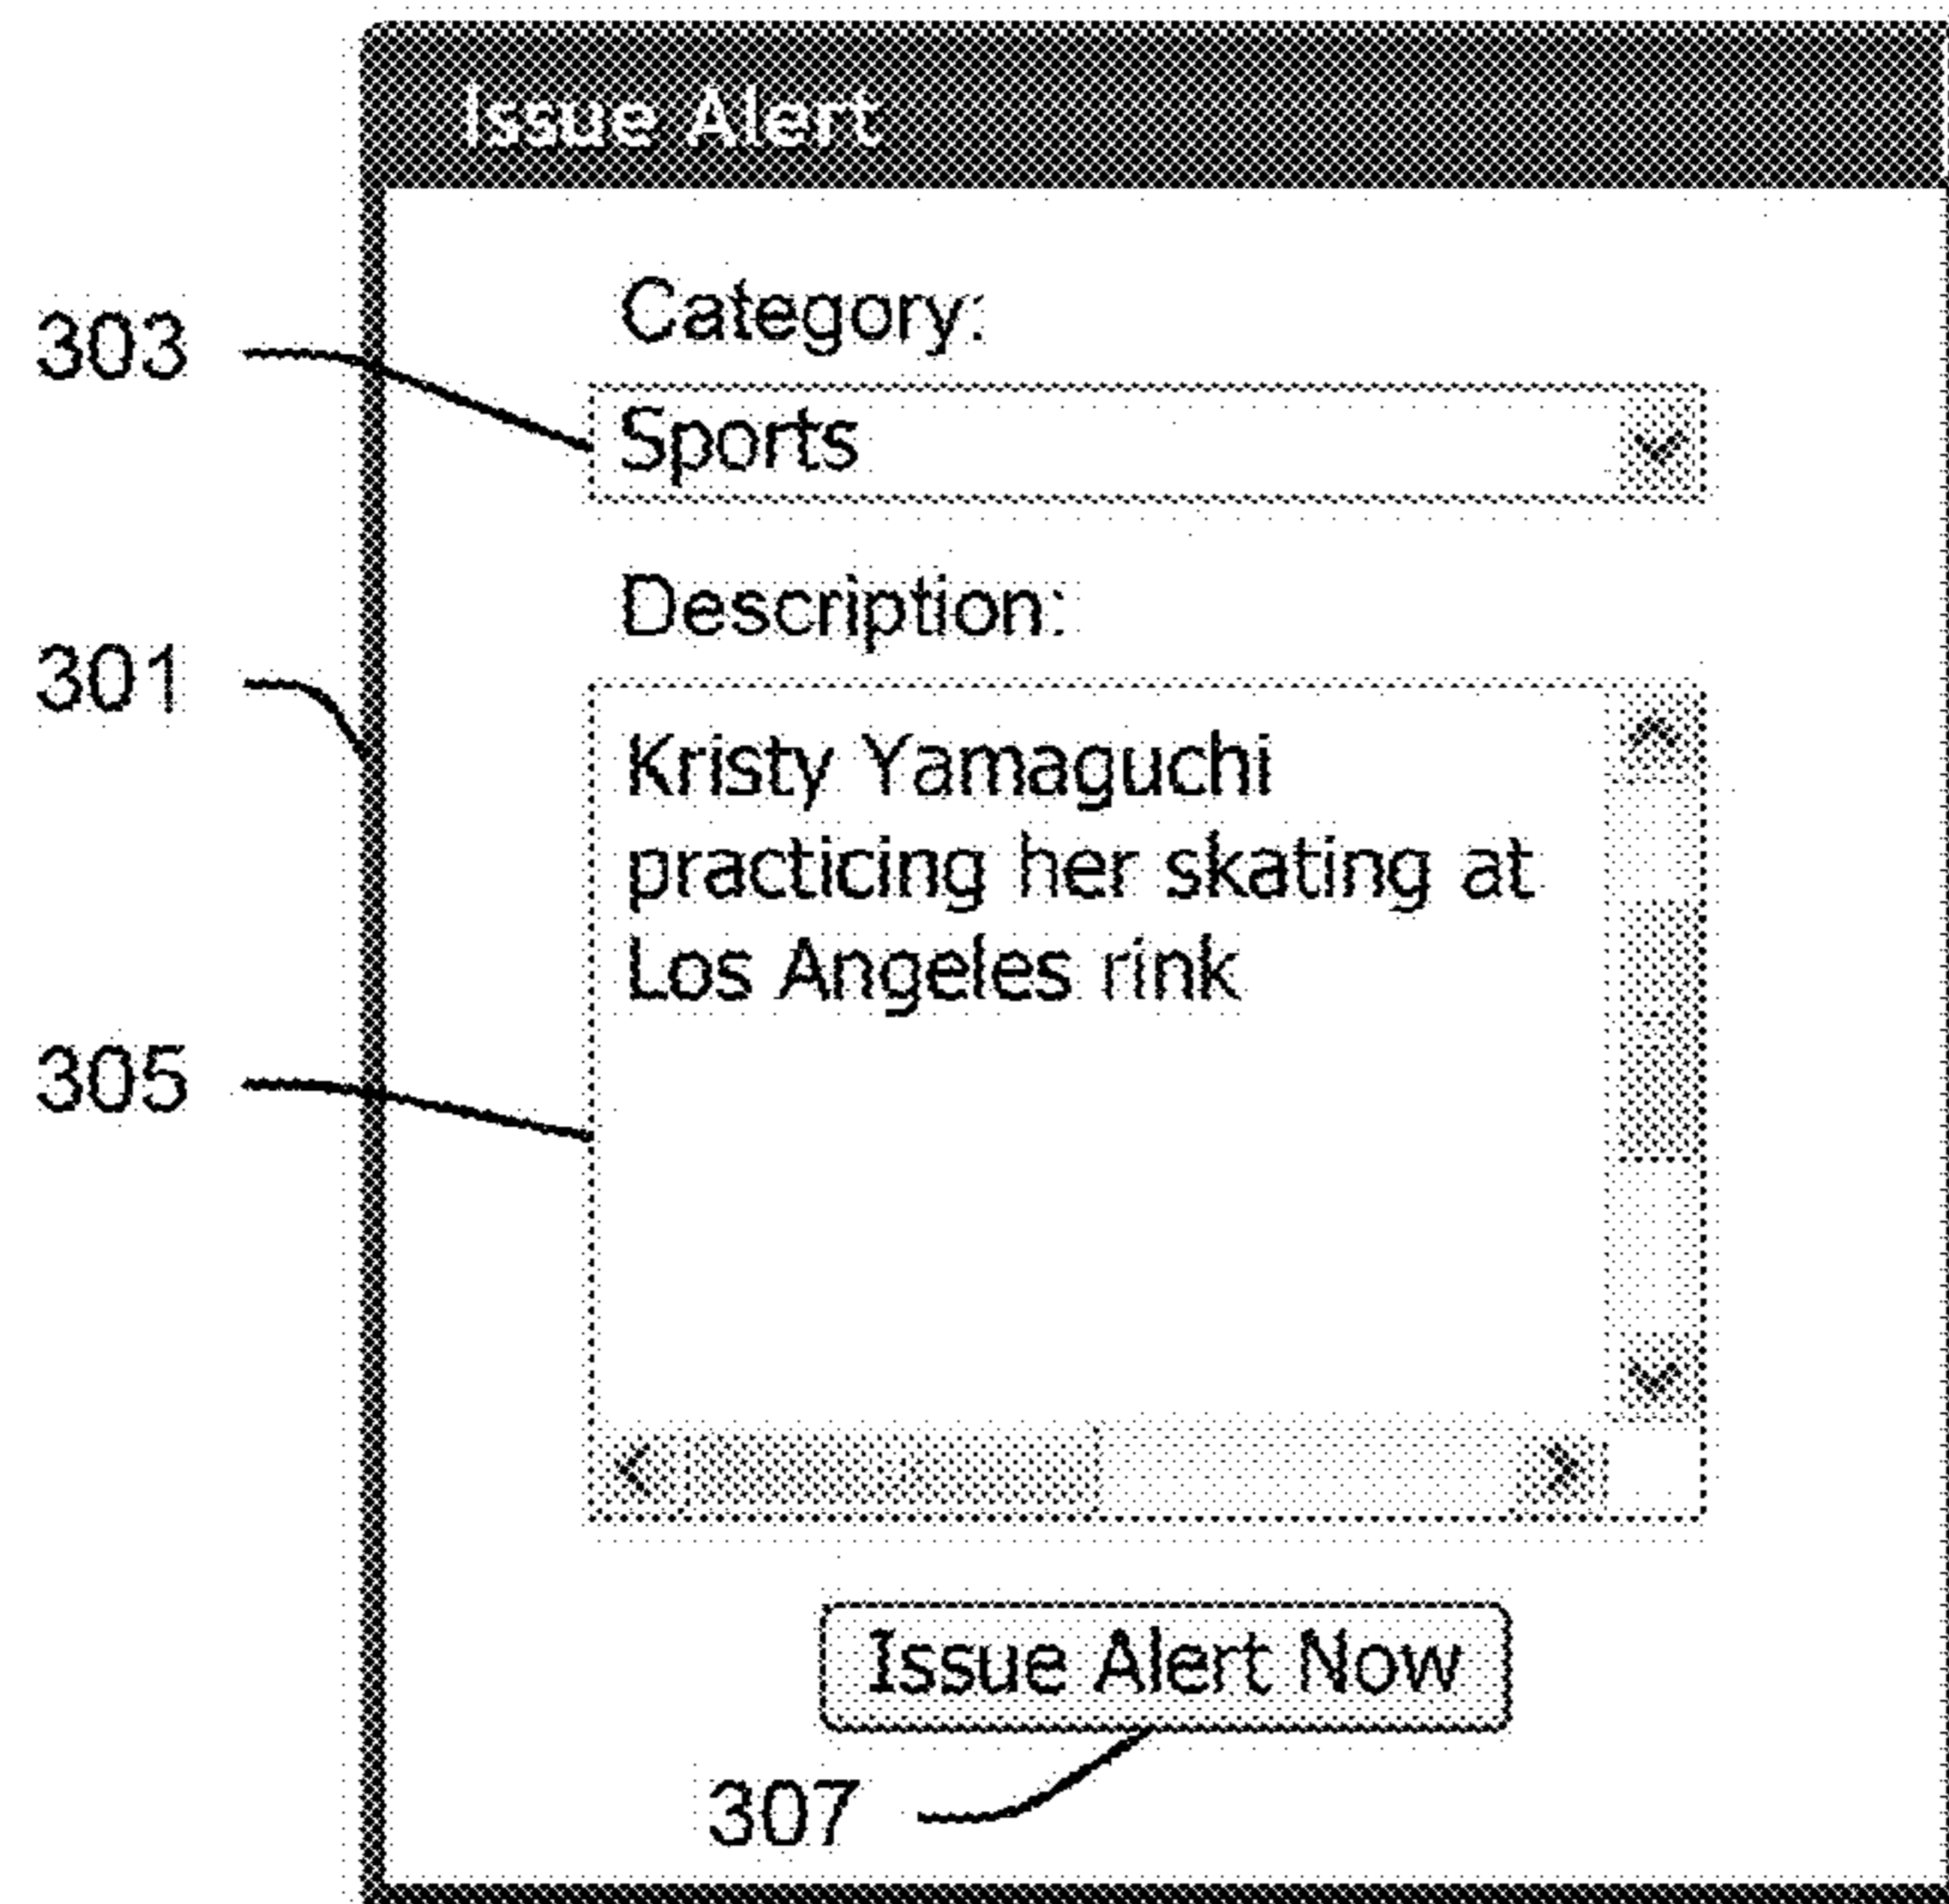 Issue Alert
Category:
303
Sports
Description:
301
Kristy Yamaguchi
practicing her skating at
Los Angeles rink
305
Issue Alert Now
307